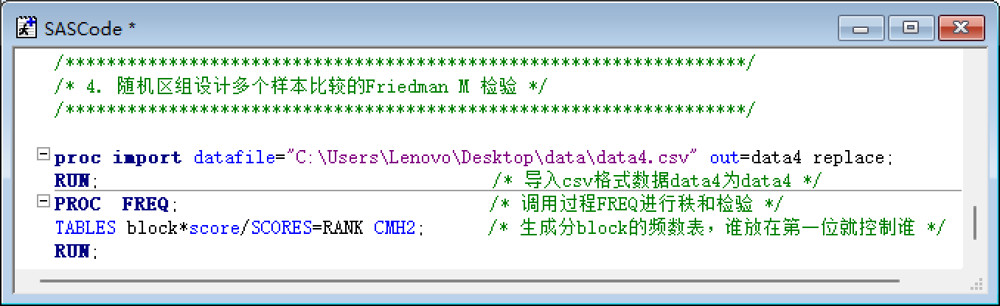 SASCode *
/******************************************************************/
/* 4. 随机区组设计多个样本比较的Friedman M 检验 */
/******************************************************************/
proc import datafile="C:\Users\Lenovo\Desktop\data\data4.csv" out=data4 replace;
RUN; /* 导入csv格式数据data4为data4 */
PROC FREQ; /* 调用过程FREQ进行秩和检验 */
TABLES block*score/SCORES=RANK CMH2; /* 生成分block的频数表，谁放在第一位就控制谁 */
RUN;